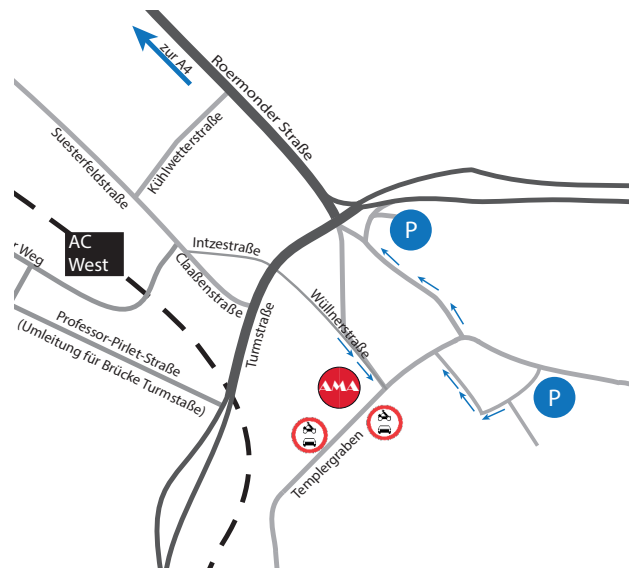 zur A4
Roermonder Straße
Suesterfeldstraße
Kühlwetterstraße
P
AC
West
Intzestraße
r Weg
Claaßenstraße
Wüllnerstraße
Turmstraße
Professor-Pirlet-Straße
(Umleitung für Brücke Turmstaße)
AMA
P
Templergraben